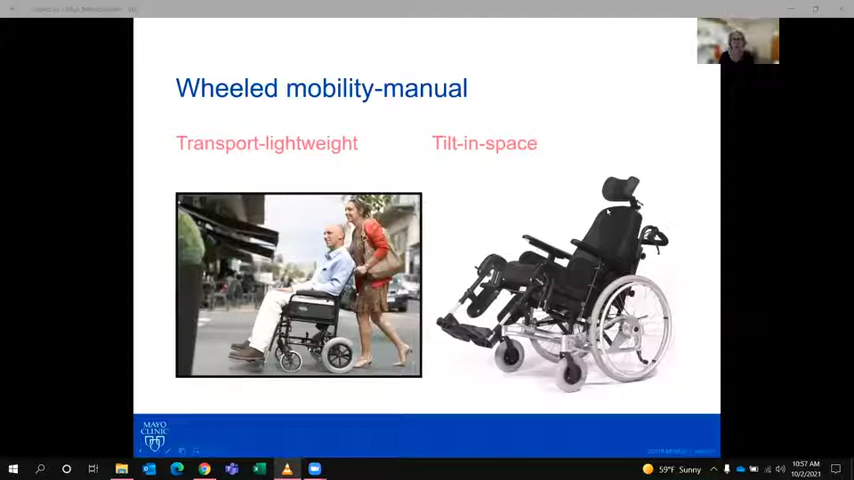 Wheeled mobility-manual
Transport-lightweight
Tilt-in-space
MAYO
CLINIC
59°F Sunny
10:57 AM
10/2/2021